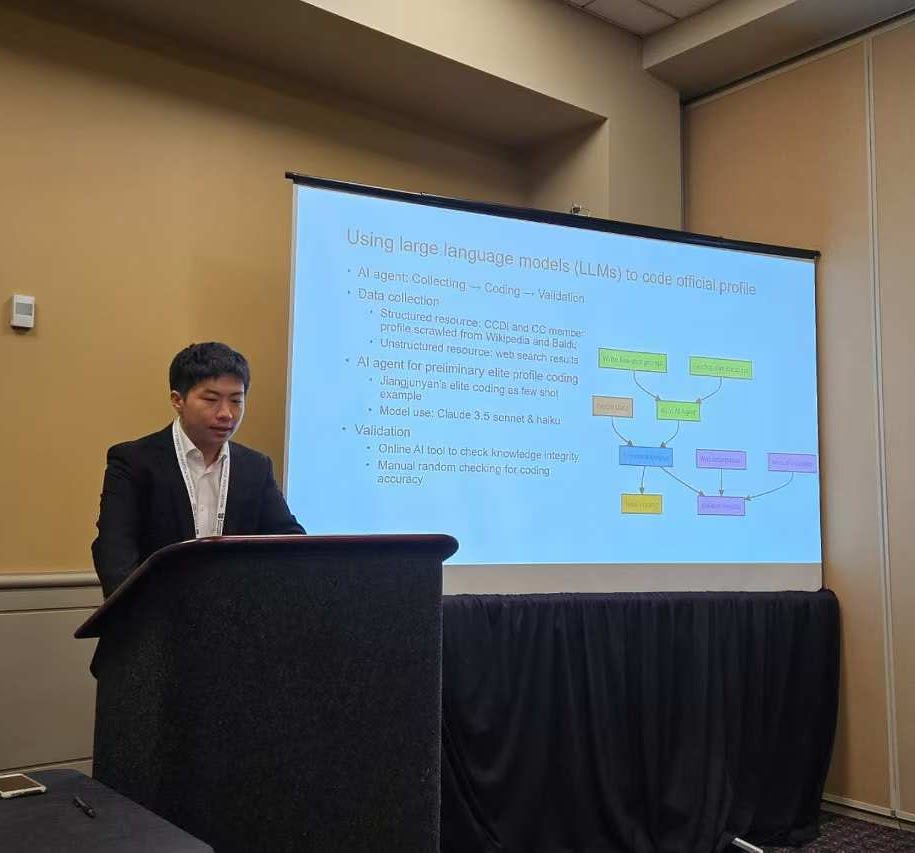 Using large language models (LLMs) to code official profile
• AI agent: Collecting → Coding → Validation
• Data collection
• Structured resource: CCDI and CC member
profile scrawled from Wikipedia and Baidu
• Unstructured resource: web search results
• AI agent for preliminary elite profile coding
• Jiangjunyan's elite coding as few shot
example
• Model use: Claude 3.5 sennet & haiku
• Validation
• Online AI tool to check knowledge integrity
• Manual random checking for coding
accuracy